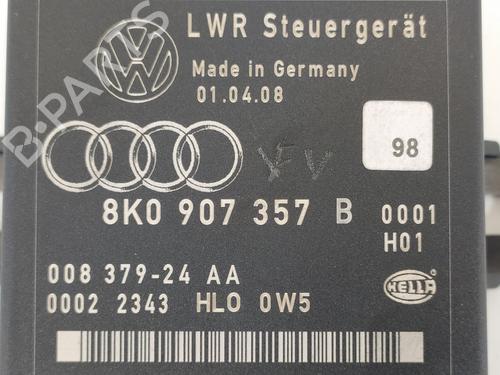 LWR Steuergerät
Made in Germany
01.04.08
98
8K0 907 357 B 0001
H01
008 379-24 AA
0002 2343 HLO 0W5
HELLA
B-PARTS